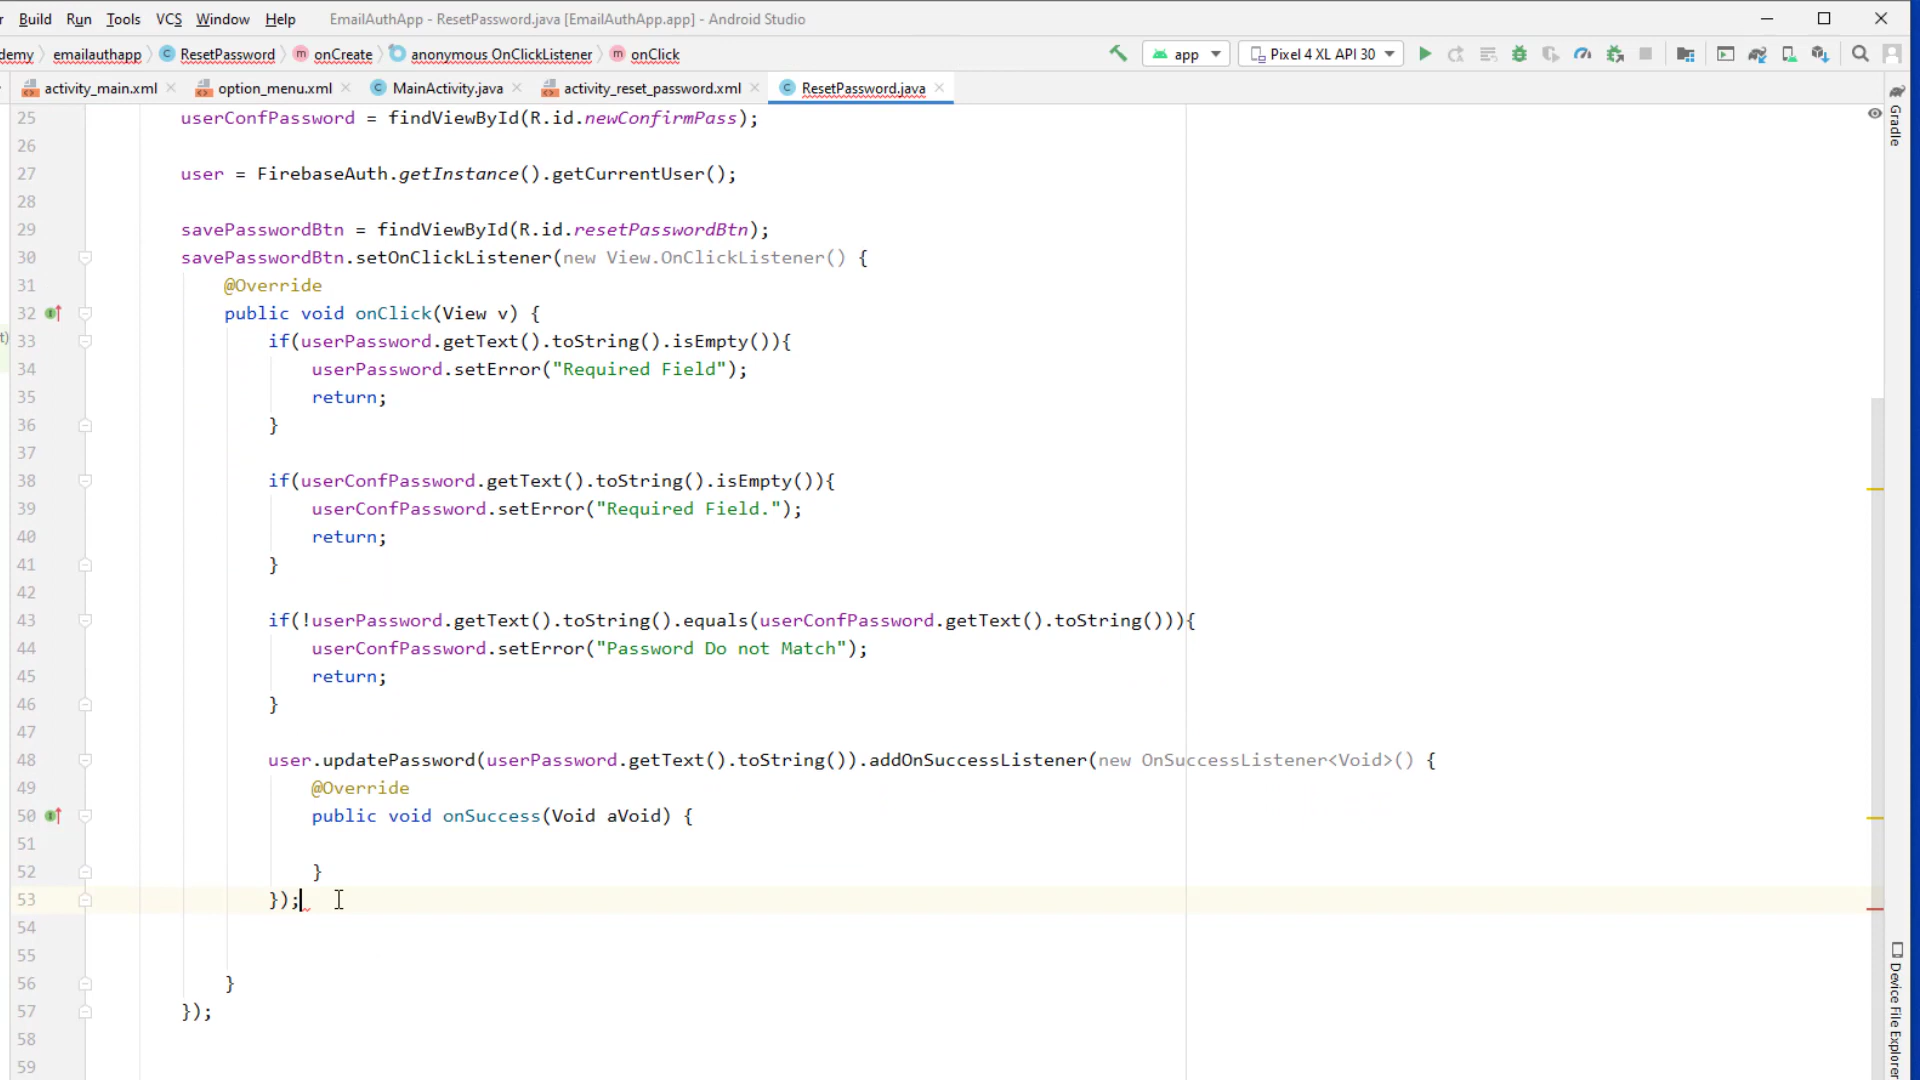 r Build Run Tools VCS Window Help EmailAuthApp - ResetPassword.java [EmailAuthApp.app] - Android Studio
demy emailauthapp ResetPassword onCreate anonymous OnClickListener onClick app Pixel 4 XL API 30
activity_main.xml option_menu.xml MainActivity.java activity_reset_password.xml ResetPassword.java
25 userConfPassword = findViewById(R.id.newConfirmPass);
26
27 user = FirebaseAuth.getInstance().getCurrentUser();
28
29 savePasswordBtn = findViewById(R.id.resetPasswordBtn);
30 savePasswordBtn.setOnClickListener(new View.OnClickListener() {
31 @Override
32 public void onClick(View v) {
t) 33 if(userPassword.getText().toString().isEmpty()){
34 userPassword.setError("Required Field");
35 return;
36 }
37
38 if(userConfPassword.getText().toString().isEmpty()){
39 userConfPassword.setError("Required Field.");
40 return;
41 }
42
43 if(!userPassword.getText().toString().equals(userConfPassword.getText().toString())){
44 userConfPassword.setError("Password Do not Match");
45 return;
46 }
47
48 user.updatePassword(userPassword.getText().toString()).addOnSuccessListener(new OnSuccessListener<Void>() {
49 @Override
50 public void onSuccess(Void aVoid) {
51
52 }
53 });
54
55
56 }
57 });
58
59
Gradle
Device File Explorer